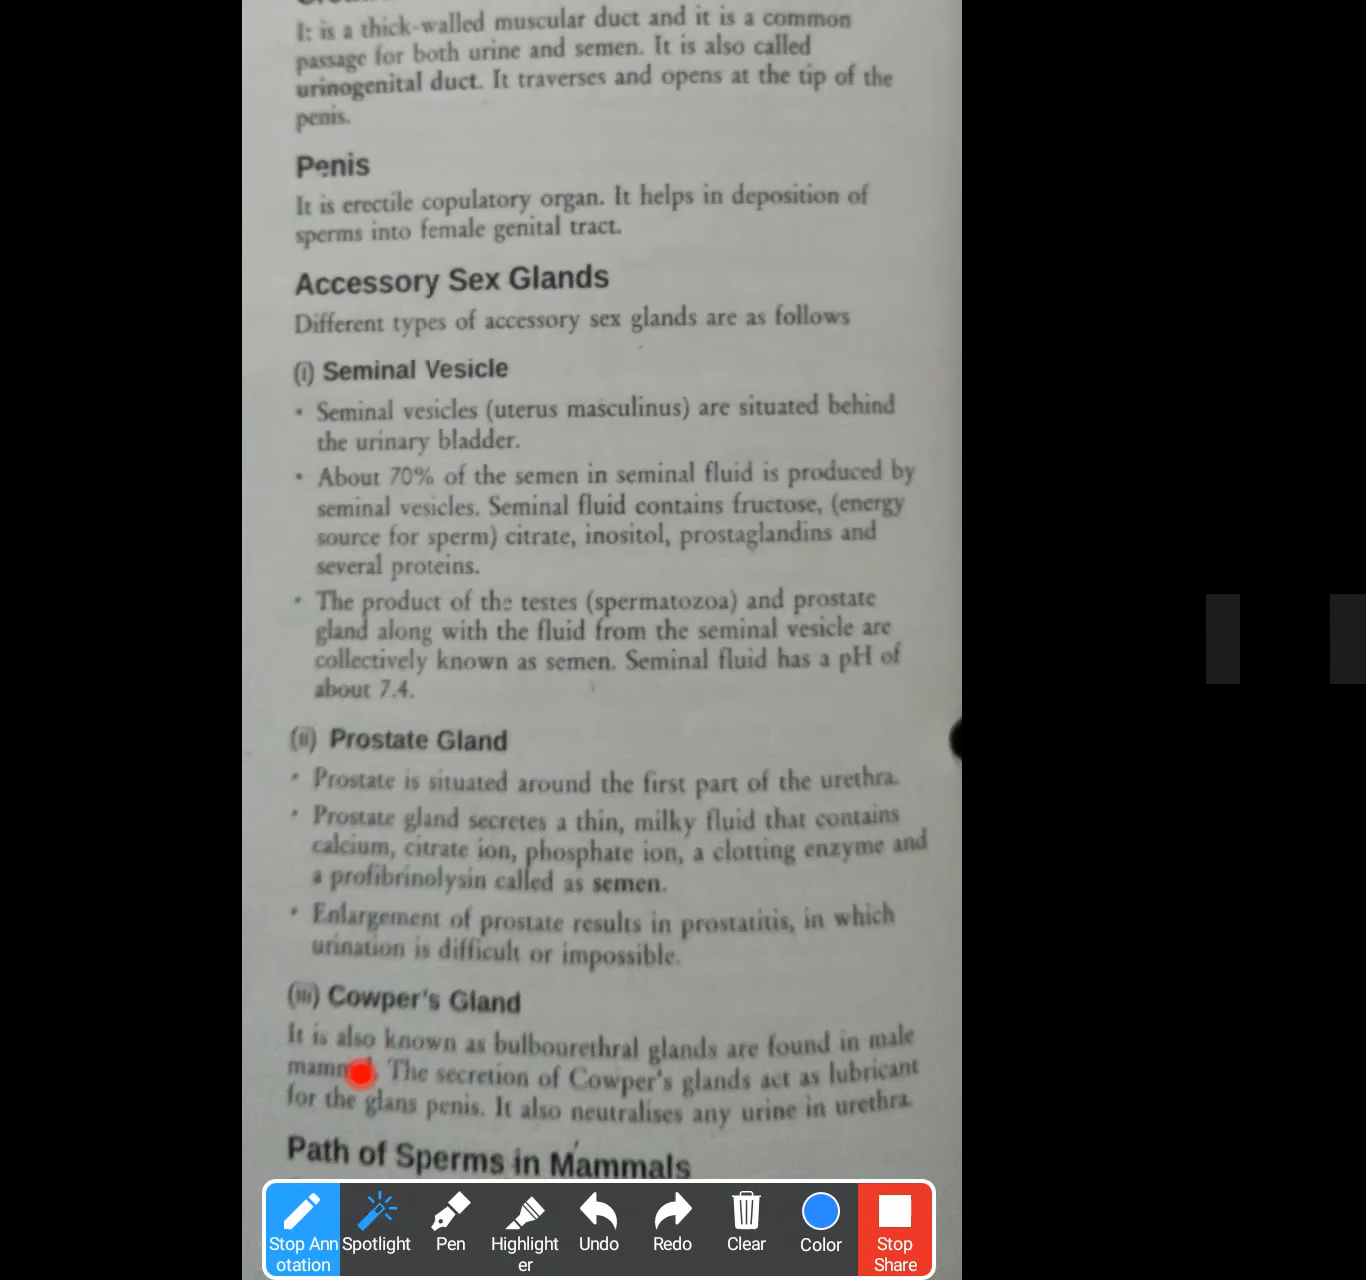 It is a thick-walled muscular duct and it is a common
passage for both urine and semen. It is also called
urinogenital duct. It traverses and opens at the tip of the
penis.
Penis
It is erectile copulatory organ. It helps in deposition of
sperms into female genital tract.
Accessory Sex Glands
Different types of accessory sex glands are as follows
(i) Seminal Vesicle
• Seminal vesicles (uterus masculinus) are situated behind
the urinary bladder.
• About 70% of the semen in seminal fluid is produced by
seminal vesicles. Seminal fluid contains fructose, (energy
source for sperm) citrate, inositol, prostaglandins and
several proteins.
• The product of the testes (spermatozoa) and prostate
gland along with the fluid from the seminal vesicle are
collectively known as semen. Seminal fluid has a pH of
about 7.4.
(ii) Prostate Gland
• Prostate is situated around the first part of the urethra.
• Prostate gland secretes a thin, milky fluid that contains
calcium, citrate ion, phosphate ion, a clotting enzyme and
a profibrinolysin called as semen.
• Enlargement of prostate results in prostatitis, in which
urination is difficult or impossible.
(iii) Cowper's Gland
It is also known as bulbourethral glands are found in male
The secretion of Cowper's glands act as lubricant
for the glans penis. It also neutralises any urine in urethra.
Path of Sperms in Mammals
Stop Ann
otation
Spotlight
Pen
Highlight
er
Undo
Redo
Clear
Color
Stop
Share